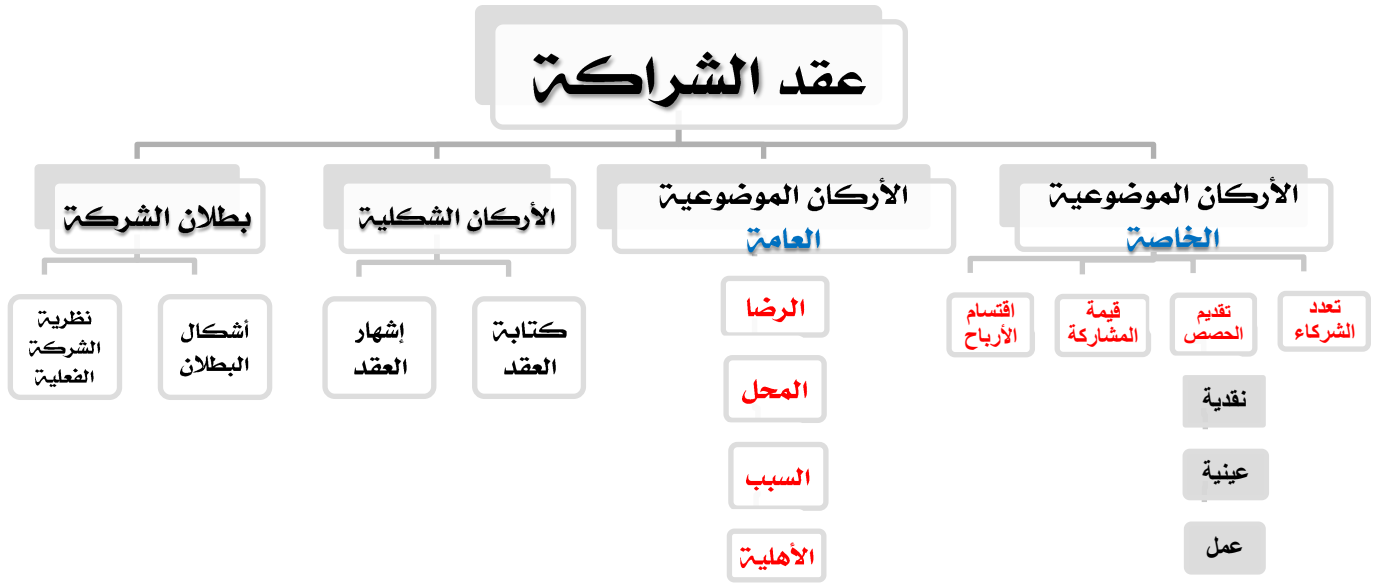 عقد الشراكة
الأركان الموضوعية
الخاصة
تعدد
الشركاء
تقديم
الحصص
نقدية
عينية
عمل
قيمة
المشاركة
اقتسام
الأرباح
الأركان الموضوعية
العامة
الرضا
المحل
السبب
الأهلية
الأركان الشكلية
كتابة
العقد
إشهار
العقد
بطلان الشركة
أشكال
البطلان
نظرية
الشركة
الفعلية